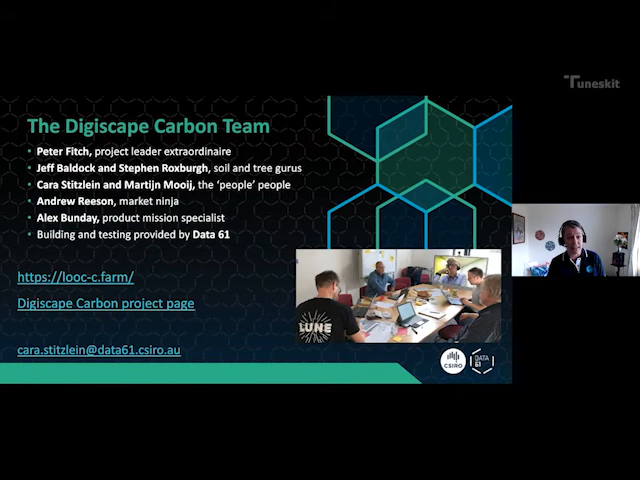 Tuneskit
The Digiscape Carbon Team
• Peter Fitch, project leader extraordinaire
• Jeff Baldock and Stephen Roxburgh, soil and tree gurus
• Cara Stitzlein and Martijn Mooij, the 'people' people
• Andrew Reeson, market ninja
• Alex Bunday, product mission specialist
• Building and testing provided by Data 61
https://looc-c.farm/
Digiscape Carbon project page
LUNE
cara.stitzlein@data61.csiro.au
CSIRO
DATA
61